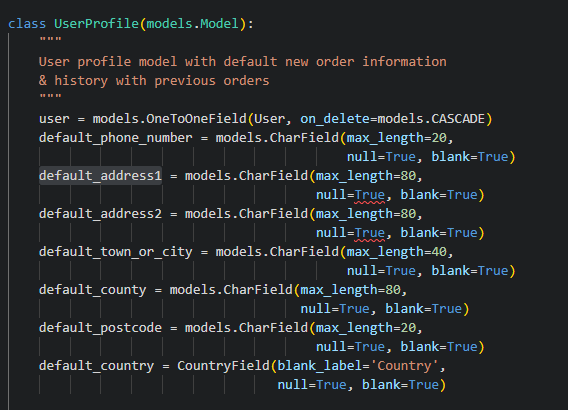 class UserProfile(models.Model):
    """
    User profile model with default new order information
    & history with previous orders
    """
    user = models.OneToOneField(User, on_delete=models.CASCADE)
    default_phone_number = models.CharField(max_length=20,
                                            null=True, blank=True)
    default_address1 = models.CharField(max_length=80,
                                        null=True, blank=True)
    default_address2 = models.CharField(max_length=80,
                                        null=True, blank=True)
    default_town_or_city = models.CharField(max_length=40,
                                            null=True, blank=True)
    default_county = models.CharField(max_length=80,
                                      null=True, blank=True)
    default_postcode = models.CharField(max_length=20,
                                        null=True, blank=True)
    default_country = CountryField(blank_label='Country',
                                   null=True, blank=True)